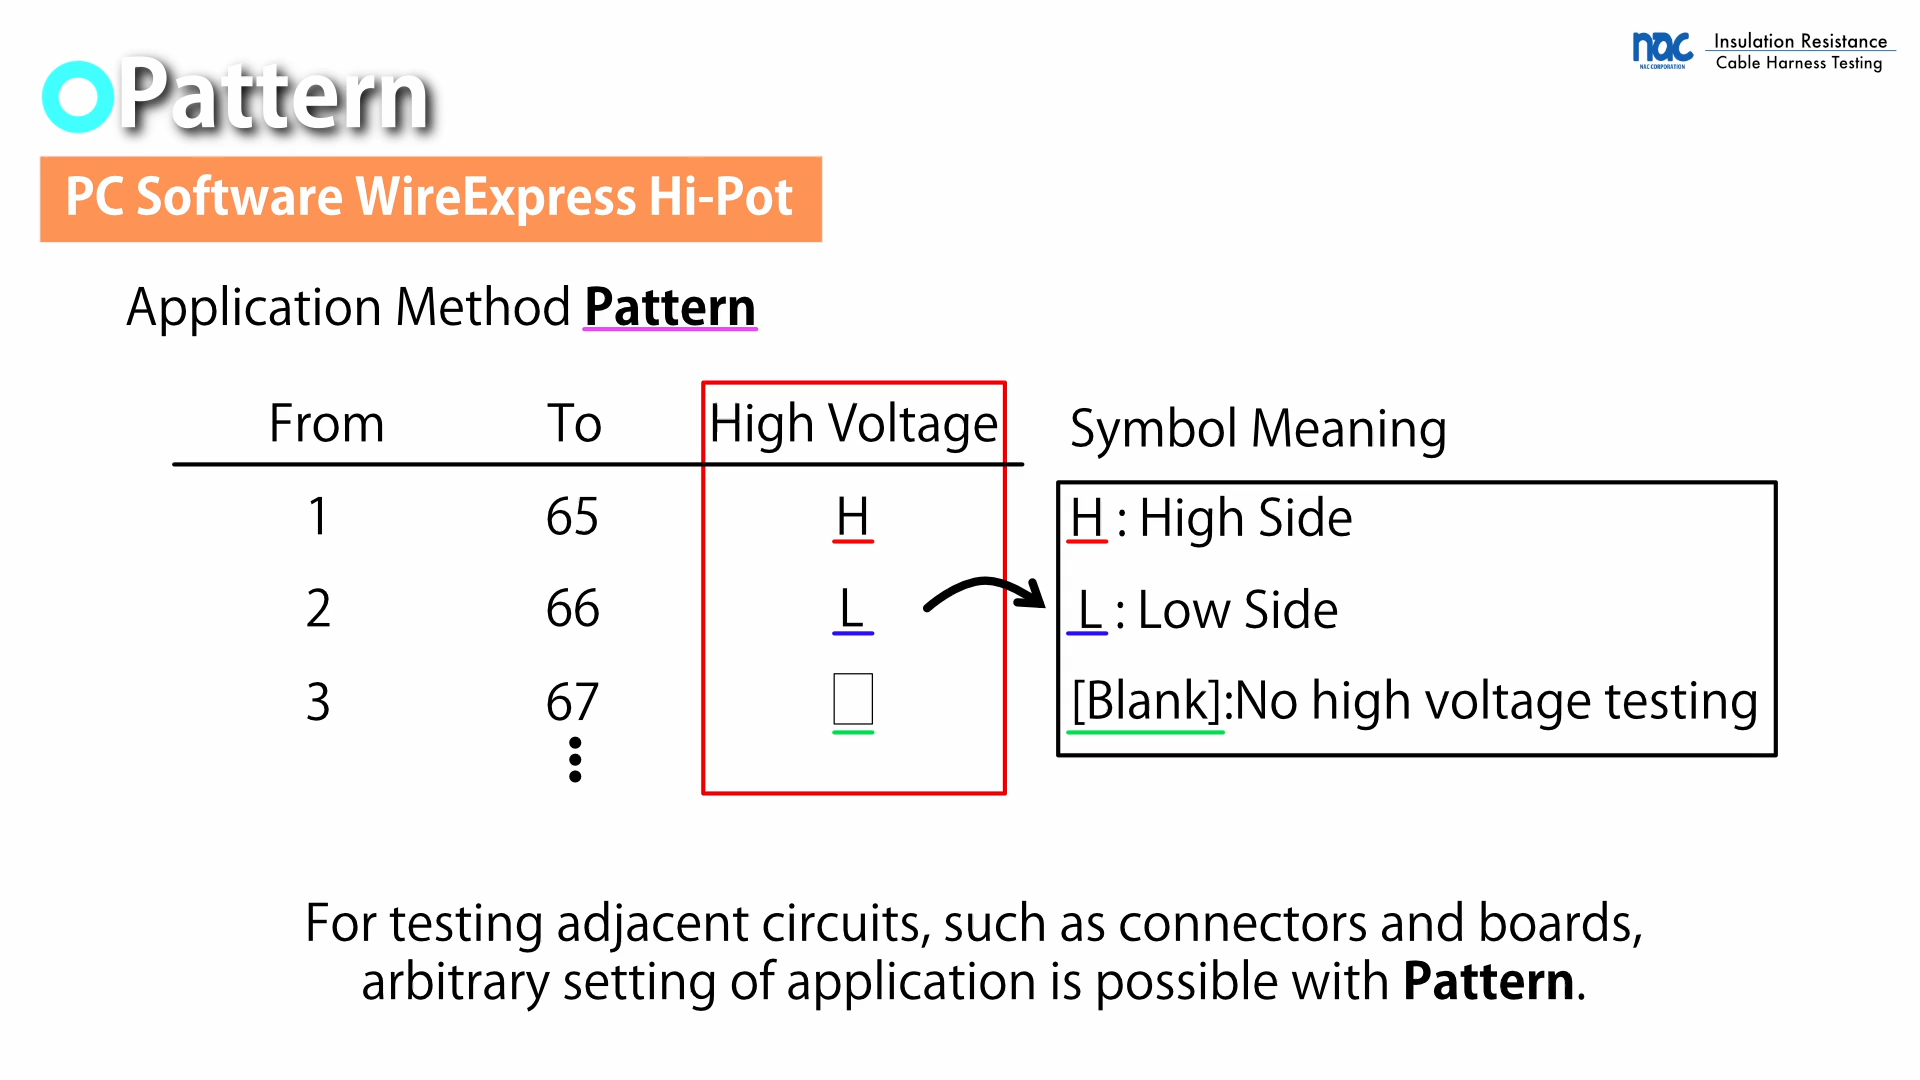 nac
NAC CORPORATION
Insulation Resistance
Cable Harness Testing
Pattern
PC Software WireExpress Hi-Pot
Application Method Pattern
From To High Voltage Symbol Meaning
1 65 H H : High Side
2 66 L L : Low Side
3 67 [Blank]:No high voltage testing
For testing adjacent circuits, such as connectors and boards,
arbitrary setting of application is possible with Pattern.